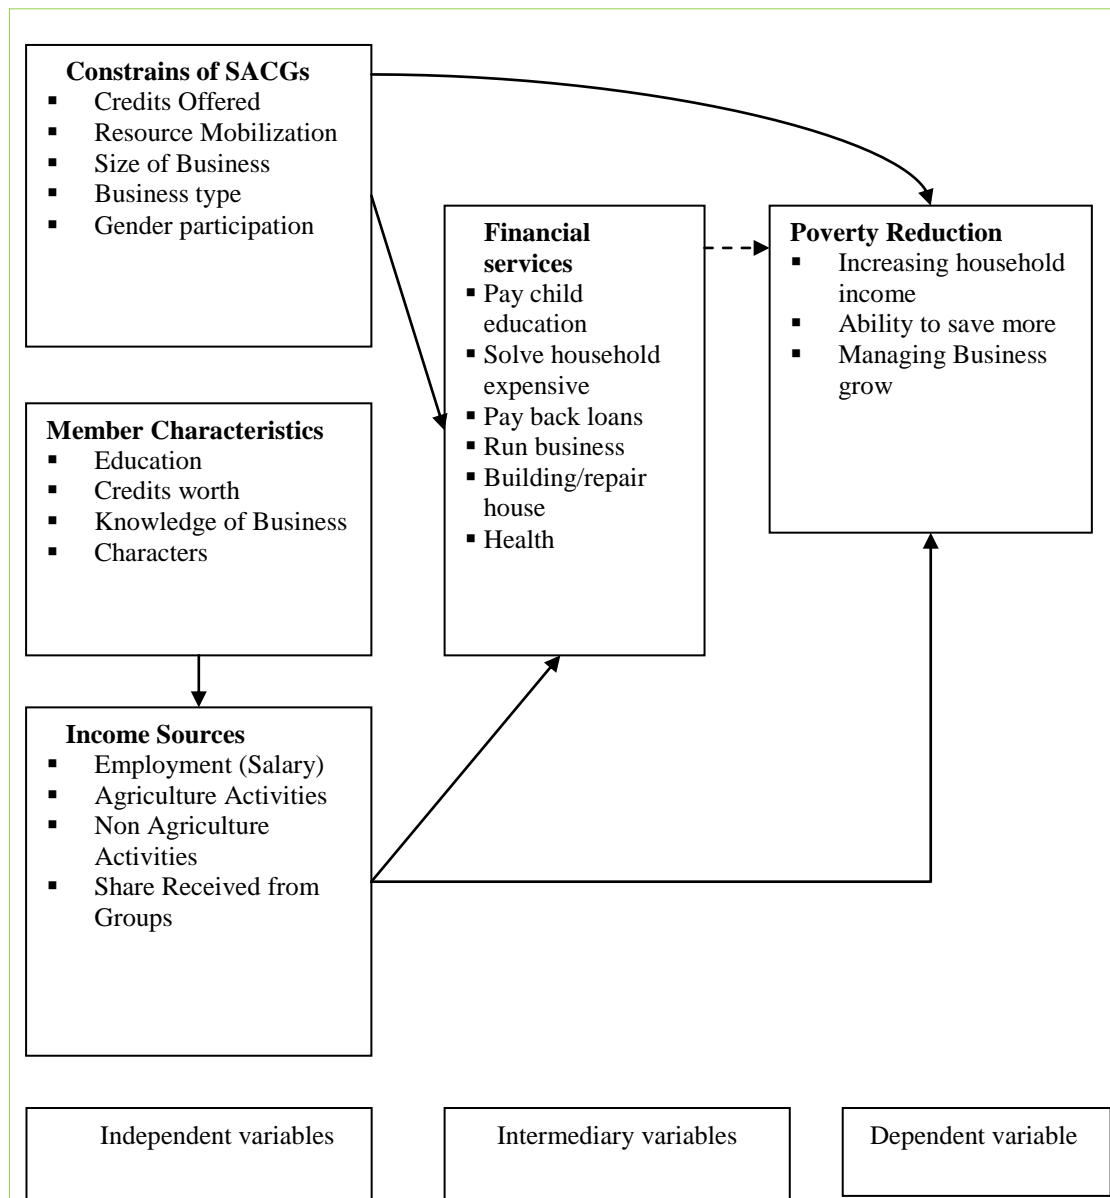 Constrains of SACGs
▪ Credits Offered
▪ Resource Mobilization
▪ Size of Business
▪ Business type
▪ Gender participation
Member Characteristics
▪ Education
▪ Credits worth
▪ Knowledge of Business
▪ Characters
Income Sources
▪ Employment (Salary)
▪ Agriculture Activities
▪ Non Agriculture
Activities
▪ Share Received from
Groups
Financial
services
▪ Pay child
education
▪ Solve household
expensive
▪ Pay back loans
▪ Run business
▪ Building/repair
house
▪ Health
Poverty Reduction
▪ Increasing household
income
▪ Ability to save more
▪ Managing Business
grow
Independent variables
Intermediary variables
Dependent variable